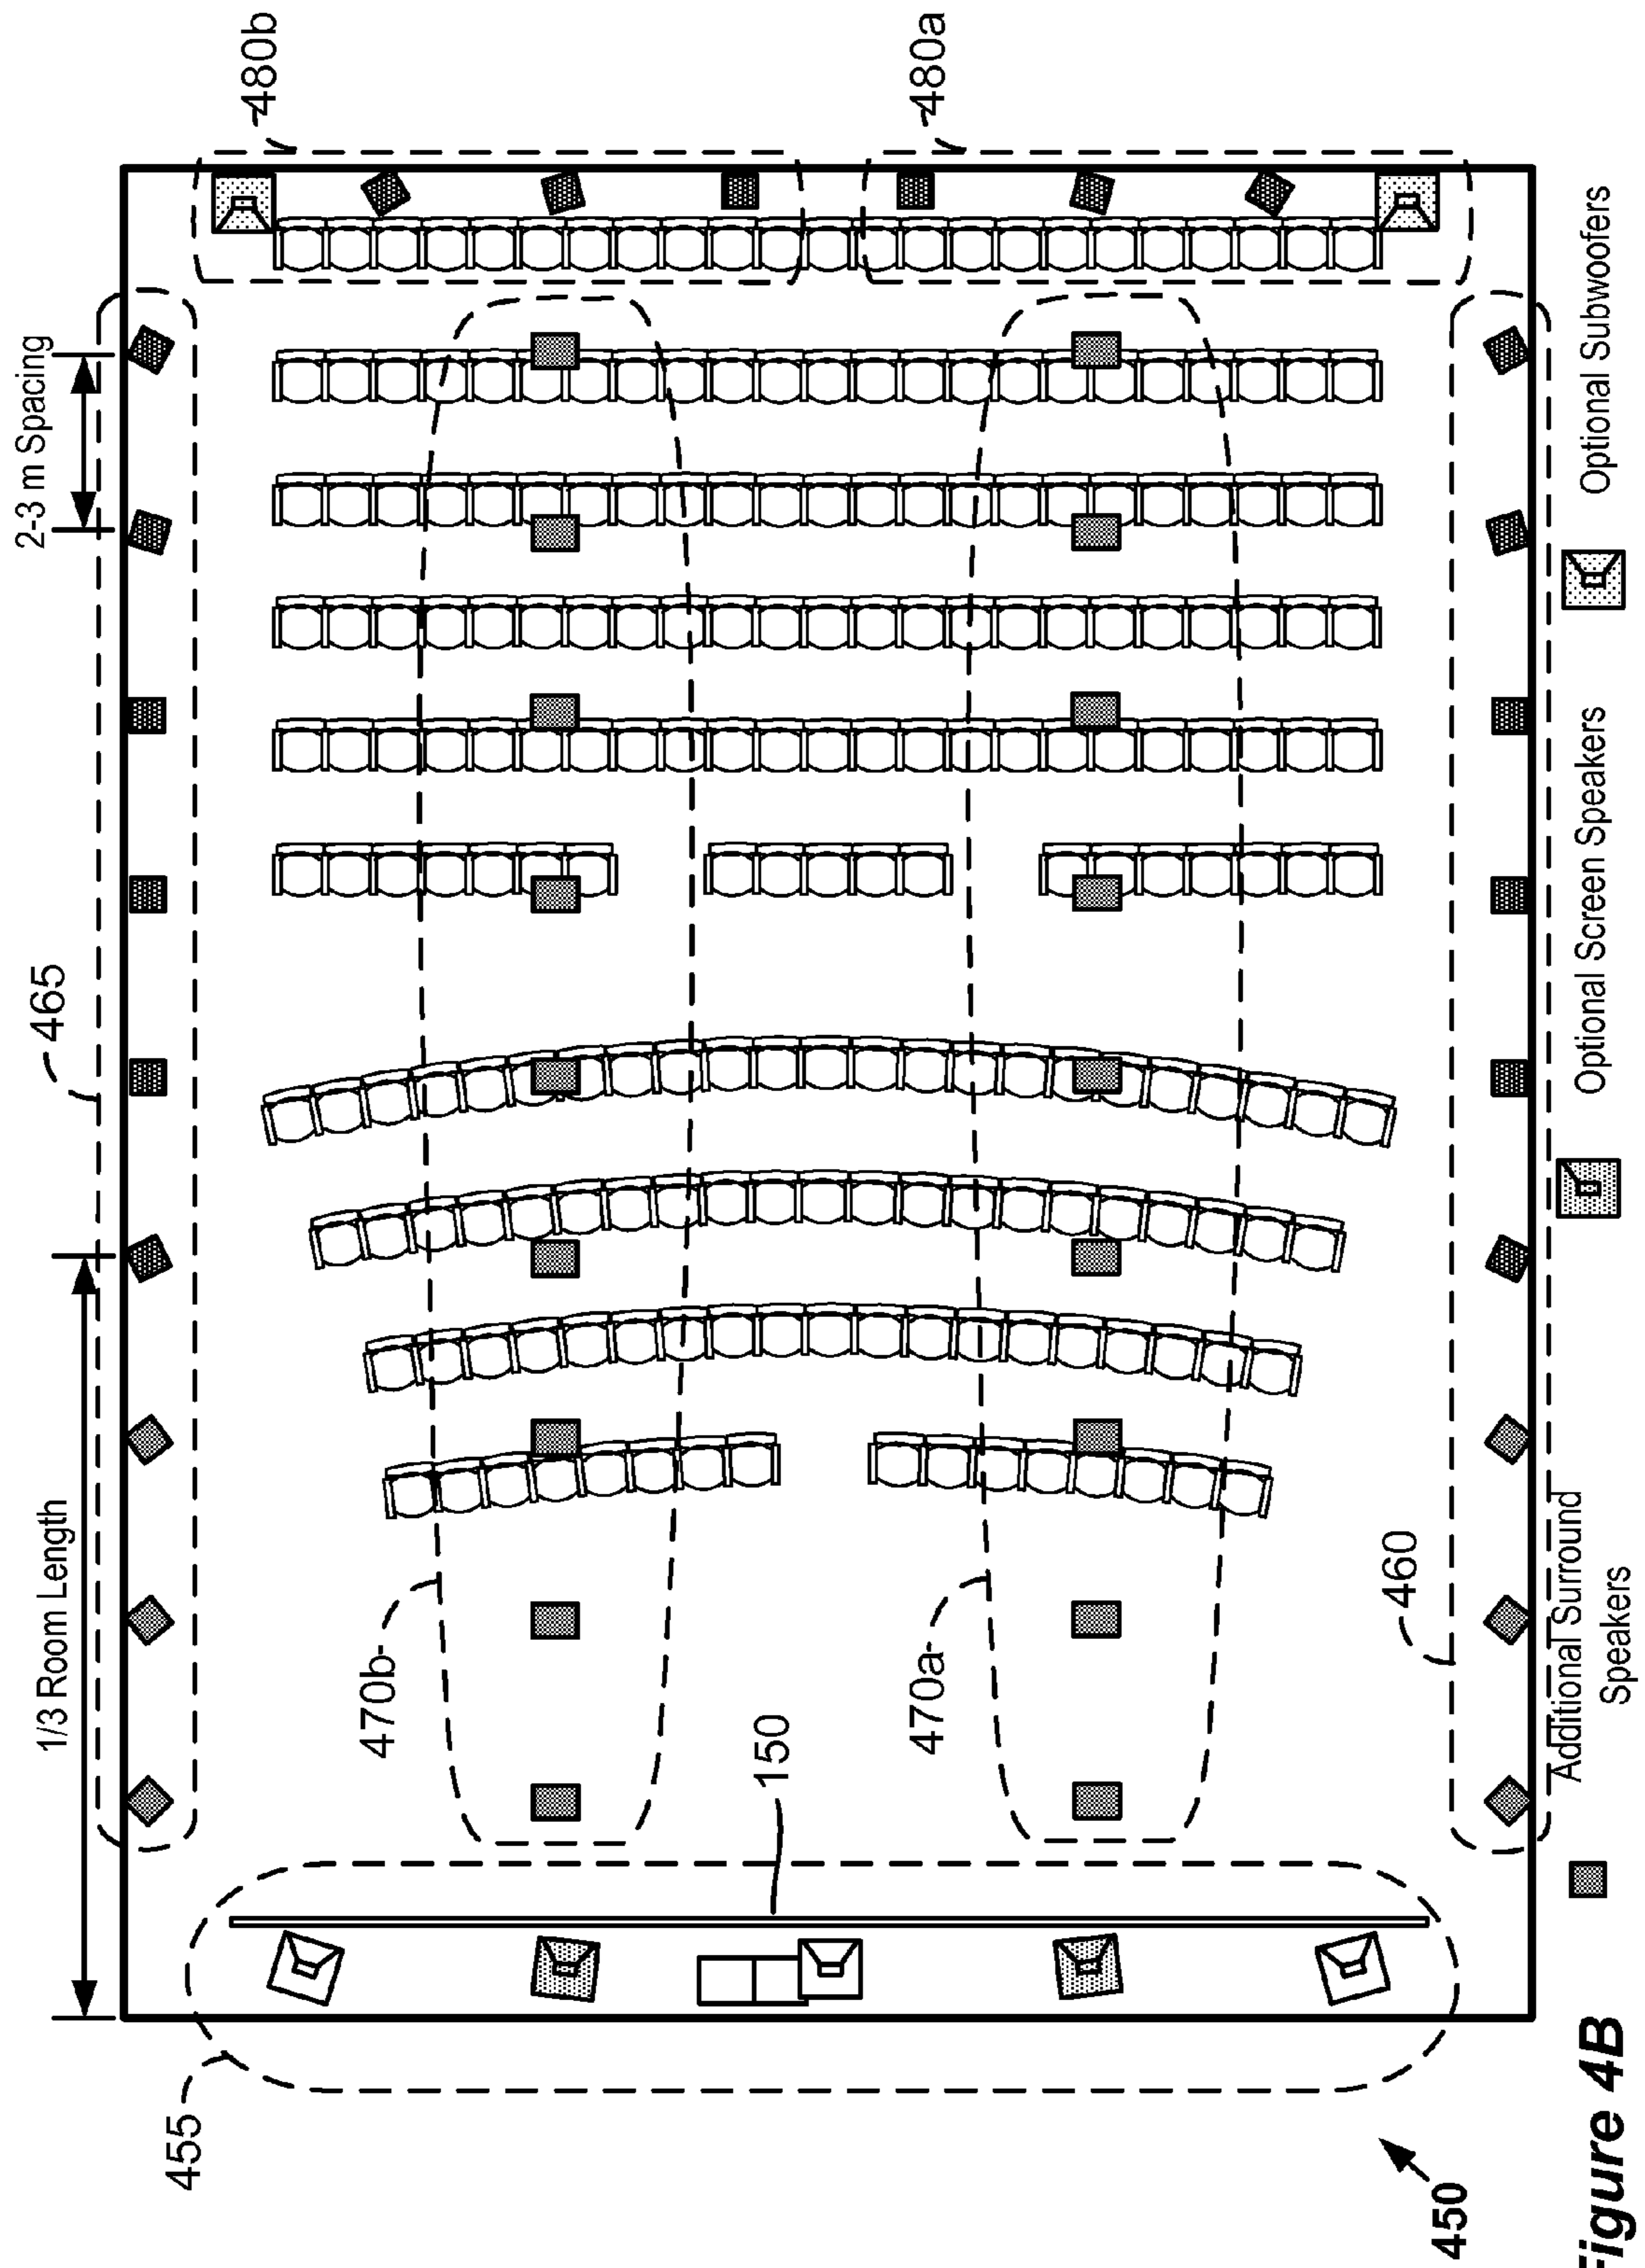 480b
480a
2-3 m Spacing
465
1/3 Room Length
470b
470a
150
460
455
450
Additional Surround
Speakers
Optional Screen Speakers
Optional Subwoofers
Figure 4B